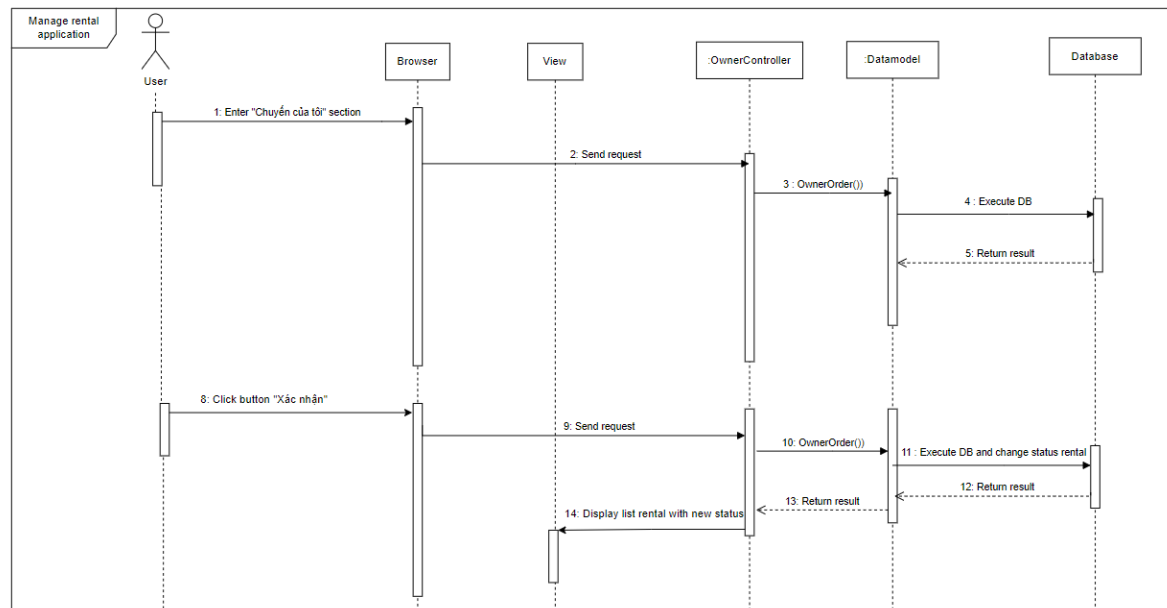 Manage rental
application
User
Browser
View
:OwnerController
:Datamodel
Database
1: Enter "Chuyến của tôi" section
2: Send request
3 : OwnerOrder())
4 : Execute DB
5: Return result
8: Click button "Xác nhận"
9: Send request
10: OwnerOrder())
11 : Execute DB and change status rental
12: Return result
13: Return result
14: Display list rental with new status